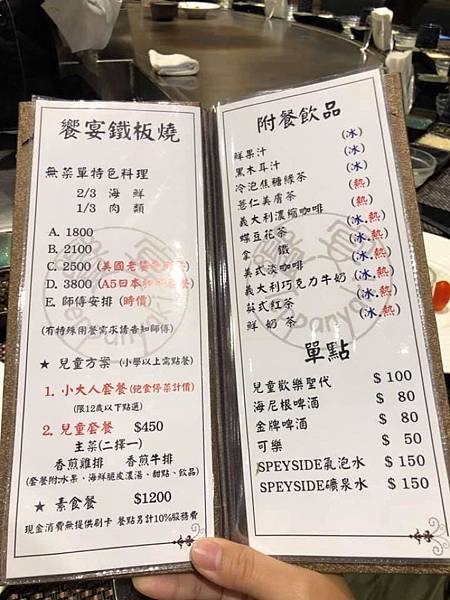 饗宴鐵板燒
無菜單特色料理
2/3 海鮮
1/3 肉類
A. 1800
B. 2100
C. 2500 (美國老饕
D. 3800 (A5日本和牛套餐
E. 師傅安排 (時價)
(有特殊用餐需求請告知師傅)
★ 兒童方案 (小學以上需點餐)
1. 小大人套餐(飽食停菜計價)
(限12歲以下點選)
2. 兒童套餐 $450
主菜(二擇一)
香煎雞排 香煎牛排
(套餐附水果、海鮮脆皮濃湯、甜點、飲品)
★ 素食餐 $1200
現金消費無提供刷卡 餐點另計10%服務費
附餐飲品
鮮果汁 (冰)
黑木耳汁 (冰)
冷泡焦糖綠茶 (冰)
薏仁美膚茶 (熱)
義大利濃縮咖啡 (熱)
蝶豆花茶 (冰.熱)
拿鐵 (冰.熱)
美式淡咖啡 (冰.熱)
義大利巧克力牛奶 (冰.熱)
英式紅茶 (冰.熱)
鮮奶茶 (冰.熱)
單點
兒童歡樂聖代 $ 100
海尼根啤酒 $ 80
金牌啤酒 $ 80
可樂 $ 50
SPEYSIDE氣泡水 $ 150
SPEYSIDE礦泉水 $ 150